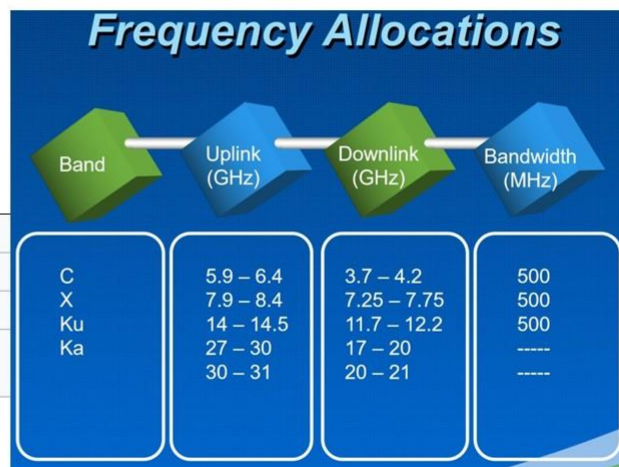 Frequency Allocations
Band Uplink (GHz) Downlink (GHz) Bandwidth (MHz)
C 5.9 – 6.4 3.7 – 4.2 500
X 7.9 – 8.4 7.25 – 7.75 500
Ku 14 – 14.5 11.7 – 12.2 500
Ka 27 – 30 17 – 20 -----
30 – 31 20 – 21 -----